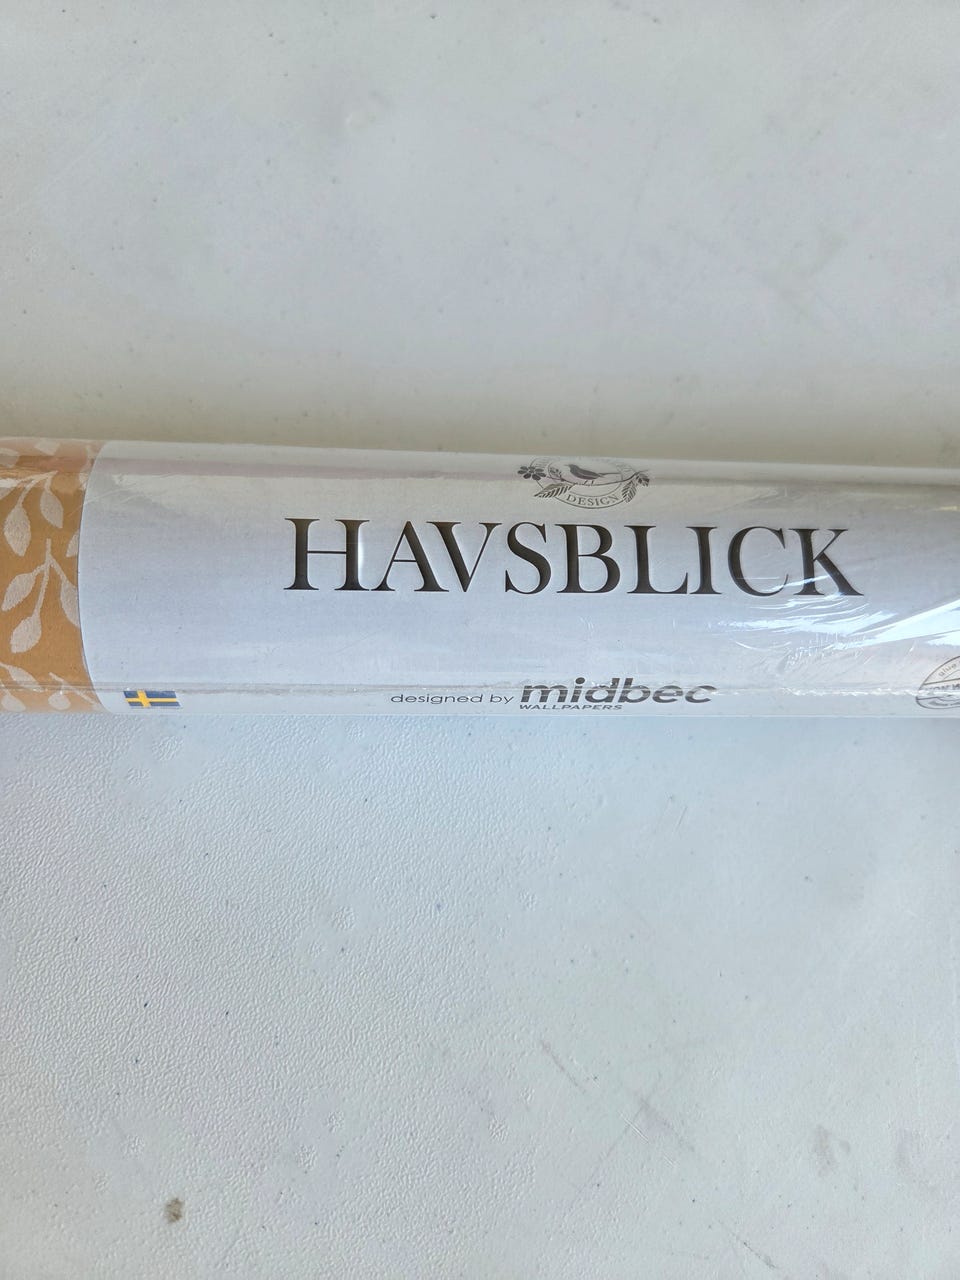 DESIGN
HAVSBLICK
designed by midbec
WALLPAPERS